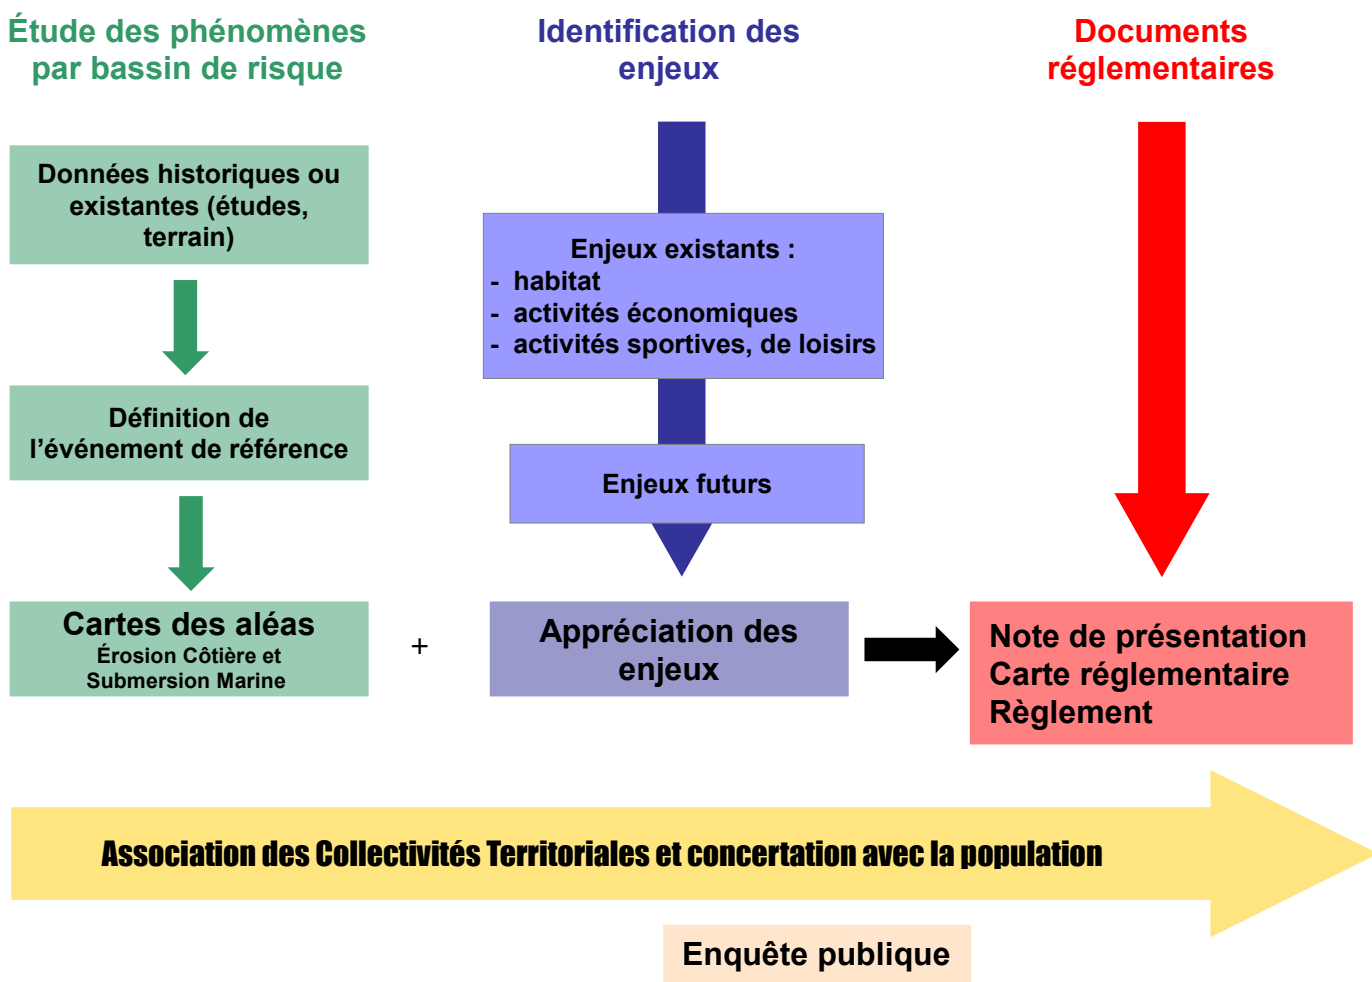 Étude des phénomènes
par bassin de risque
Identification des
enjeux
Documents
réglementaires
Données historiques ou
existantes (études,
terrain)
Définition de
l’événement de référence
Cartes des aléas
Érosion Côtière et
Submersion Marine
+
Enjeux existants :
- habitat
- activités économiques
- activités sportives, de loisirs
Enjeux futurs
Appréciation des
enjeux
Note de présentation
Carte réglementaire
Règlement
Association des Collectivités Territoriales et concertation avec la population
Enquête publique